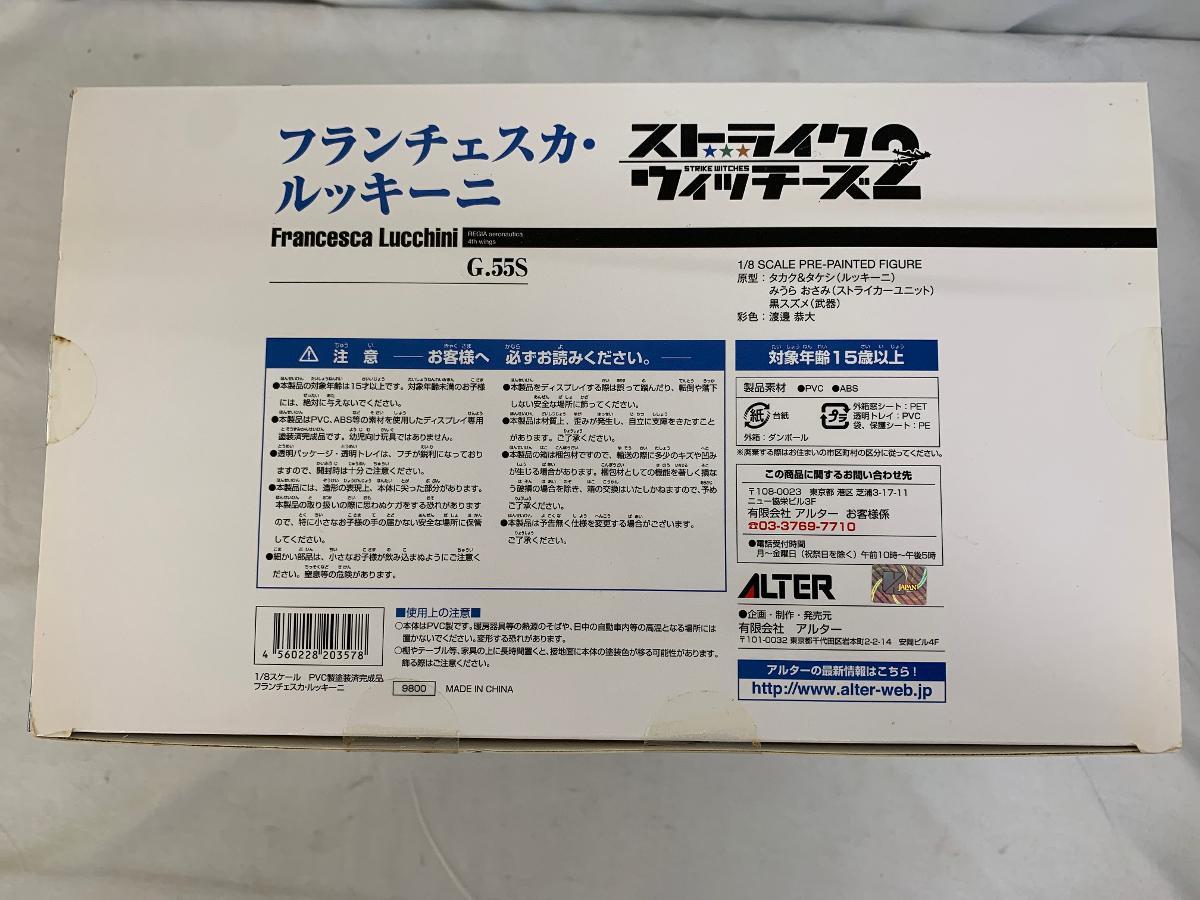 フランチェスカ・
ルッキーニ
ストライク
STRIKE WITCHES
ウィッチーズ2
Francesca Lucchini
REGIA aeronautica
4th wings
G.55S
1/8 SCALE PRE-PAINTED FIGURE
原型：タカク&タケシ（ルッキーニ）
みうら おさみ（ストライカーユニット）
黒スズメ（武器）
彩色：渡邊 恭大
注意 ── お客様へ 必ずお読みください。──
●本製品の対象年齢は15才以上です。対象年齢未満のお子様
には、絶対に与えないでください。
●本製品はPVC、ABS等の素材を使用したディスプレイ専用
塗装済完成品です。幼児向け玩具ではありません。
●透明パッケージ・透明トレイは、フチが鋭利になっており
ますので、開封時は十分ご注意ください。
●本製品には、造形の表現上、本体に尖った部分があります。
本製品の取り扱いの際に思わぬケガをする恐れがあります
ので、特に小さなお子様の手の届かない安全な場所に保管
してください。
●細かい部品は、小さなお子様が飲み込まぬようにご注意く
ださい。窒息等の危険があります。
●本製品をディスプレイする際は誤って踏んだり、転倒や落下
しない安全な場所に飾ってください。
●本製品は材質上、歪みが発生し、自立に支障をきたすこと
があります。ご了承ください。
●本製品の箱は梱包材ですので、輸送の際に多少のキズや凹み
が生じる場合があります。梱包材としての機能を著しく損な
う破損の場合を除き、箱の交換はいたしかねますので、予め
ご了承ください。
●本製品は予告無く仕様を変更する場合がございます。
ご了承ください。
対象年齢15歳以上
製品素材 ●PVC ●ABS
紙 台紙
外箱：ダンボール
プラ 外箱窓シート：PET
透明トレイ：PVC
袋、保護シート：PE
※廃棄する際はお住まいの市区町村の区分に従ってください。
この商品に関するお問い合わせ先
〒108-0023 東京都 港区 芝浦3-17-11
ニュー協栄ビル3F
有限会社 アルター お客様係
☎03-3769-7710
●電話受付時間
月～金曜日（祝祭日を除く）午前10時～午後5時
ALTER
JAPAN
●企画・制作・発売元
有限会社 アルター
〒101-0032 東京都千代田区岩本町2-2-14 安間ビル4F
アルターの最新情報はこちら！
http://www.alter-web.jp
4 560228 203578
1/8スケール PVC製塗装済完成品
フランチェスカ・ルッキーニ
■使用上の注意■
○本体はPVC製です。暖房器具等の熱源のそばや、日中の自動車内等の高温となる場所には
置かないでください。変形する恐れがあります。
○棚やテーブル等、家具の上に長時間置くと、接地面に本体の塗装色が移る可能性があります。
飾る際はご注意ください。
9800 MADE IN CHINA